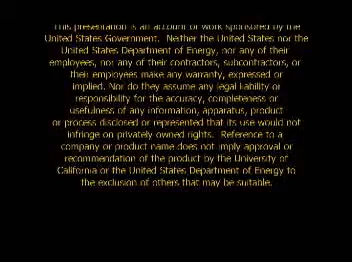 This presentation is an account of work sponsored by the
United States Government.  Neither the United States nor the
United States Department of Energy, nor any of their
employees, nor any of their contractors, subcontractors, or
their employees make any warranty, expressed or
implied. Nor do they assume any legal liability or
responsibility for the accuracy, completeness or
usefulness of any information, apparatus, product
or process disclosed or represented that its use would not
infringe on privately owned rights.  Reference to a
company or product name does not imply approval or
recommendation of the product by the University of
California or the United States Department of Energy to
the exclusion of others that may be suitable.